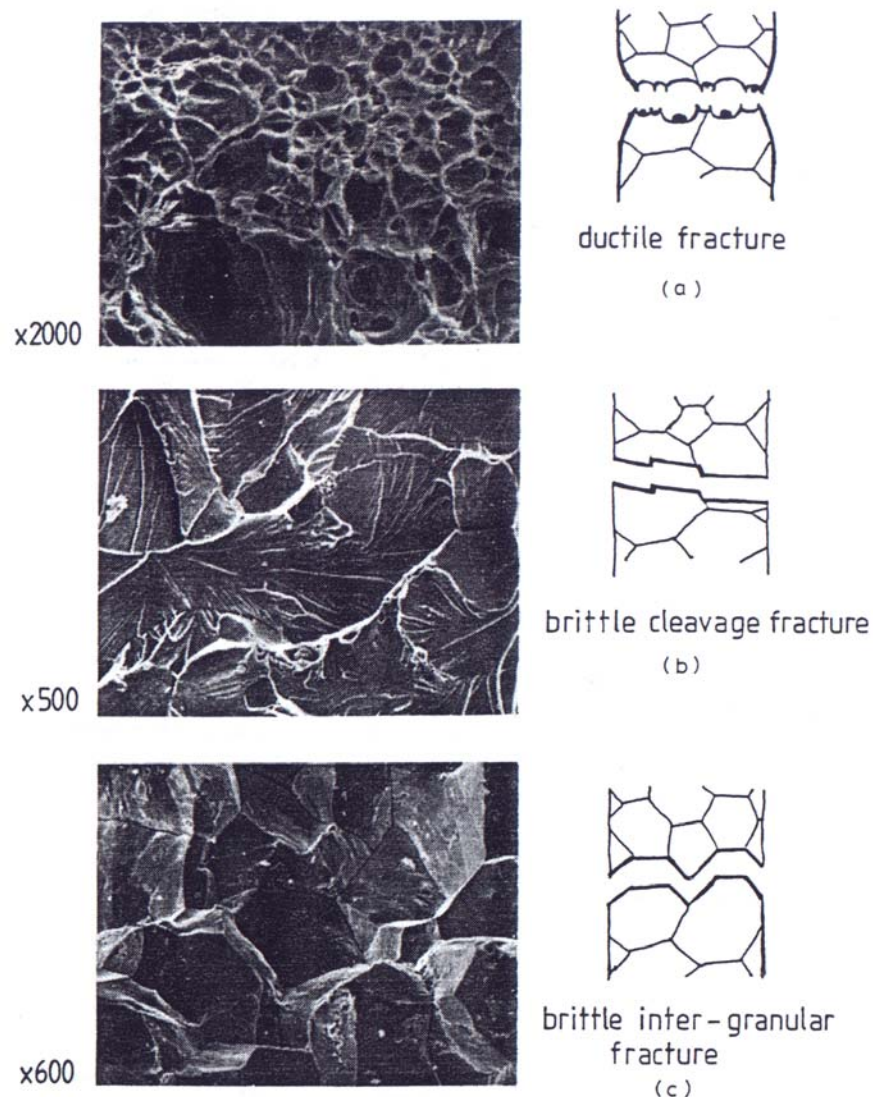 ductile fracture
(a)
x2000
brittle cleavage fracture
(b)
x500
brittle inter-granular
fracture
(c)
x600